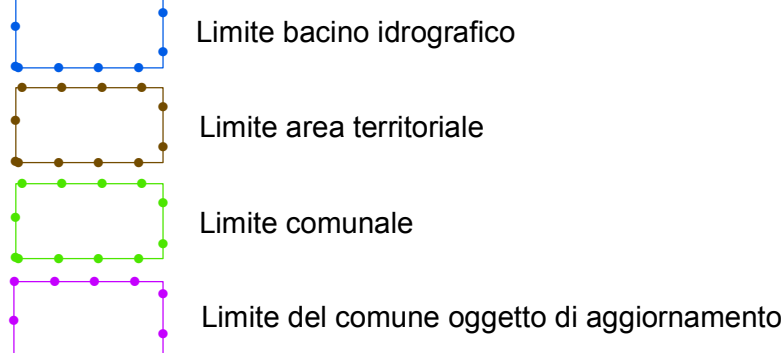 Limite bacino idrografico
Limite area territoriale
Limite comunale
Limite del comune oggetto di aggiornamento